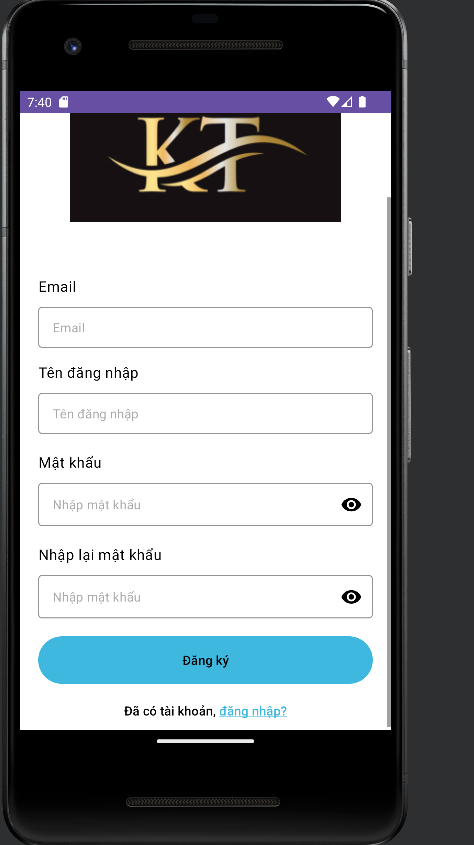 7:40
KT
Email
Email
Tên đăng nhập
Tên đăng nhập
Mật khẩu
Nhập mật khẩu
Nhập lại mật khẩu
Nhập mật khẩu
Đăng ký
Đã có tài khoản, đăng nhập?